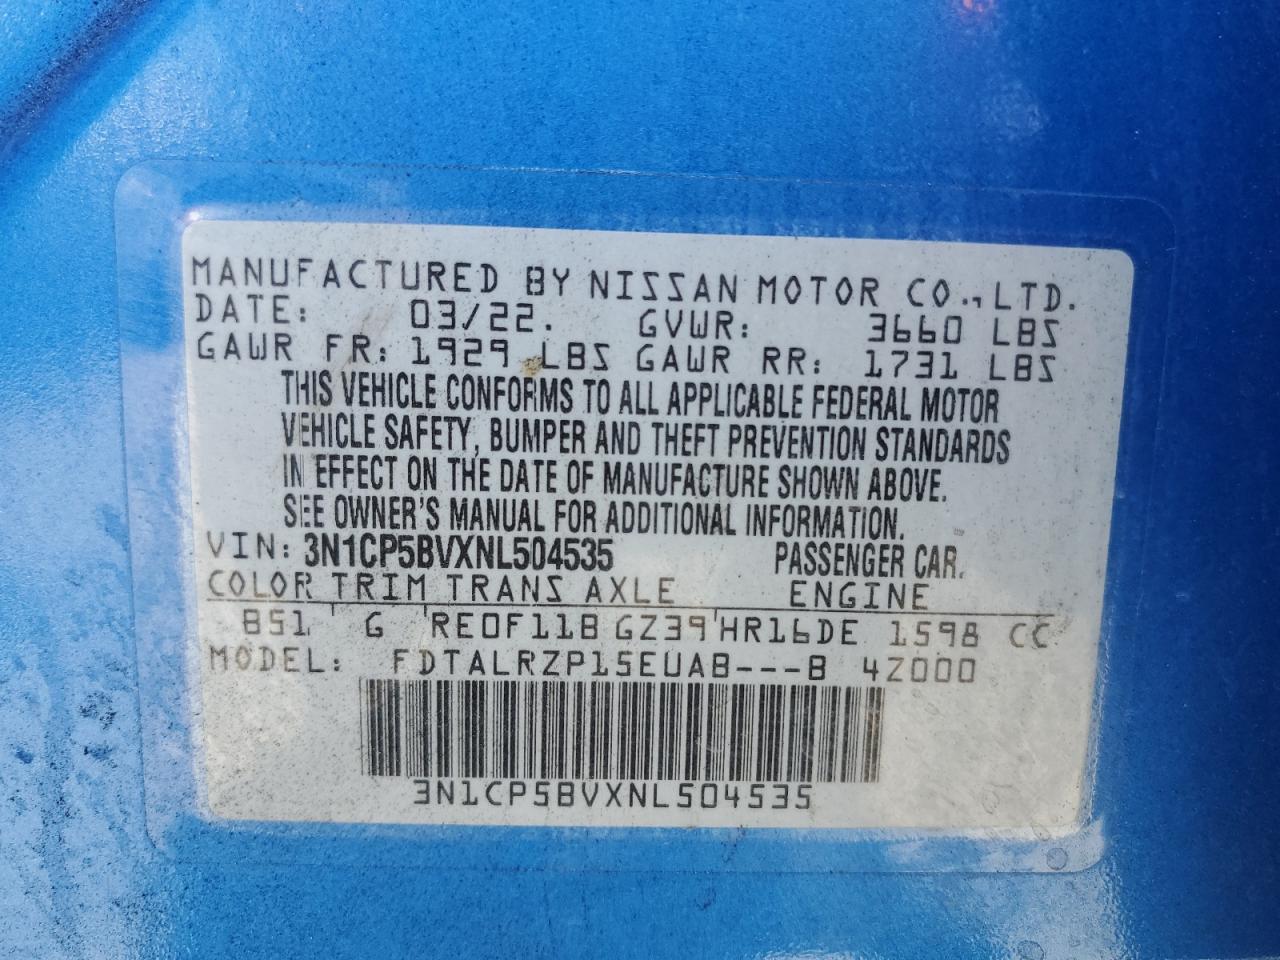 MANUFACTURED BY NISSAN MOTOR CO., LTD.
DATE: 03/22. GVWR: 3660 LBS
GAWR FR: 1929 LBS GAWR RR: 1731 LBS
THIS VEHICLE CONFORMS TO ALL APPLICABLE FEDERAL MOTOR
VEHICLE SAFETY, BUMPER AND THEFT PREVENTION STANDARDS
IN EFFECT ON THE DATE OF MANUFACTURE SHOWN ABOVE.
SEE OWNER'S MANUAL FOR ADDITIONAL INFORMATION.
VIN: 3N1CP5BVXNL504535 PASSENGER CAR.
COLOR TRIM TRANS AXLE ENGINE
B51 G RE0F11B GZ39 HR16DE 1598 CC
MODEL: FDTALRZP15EUAB---B 4Z000
3N1CP5BVXNL504535